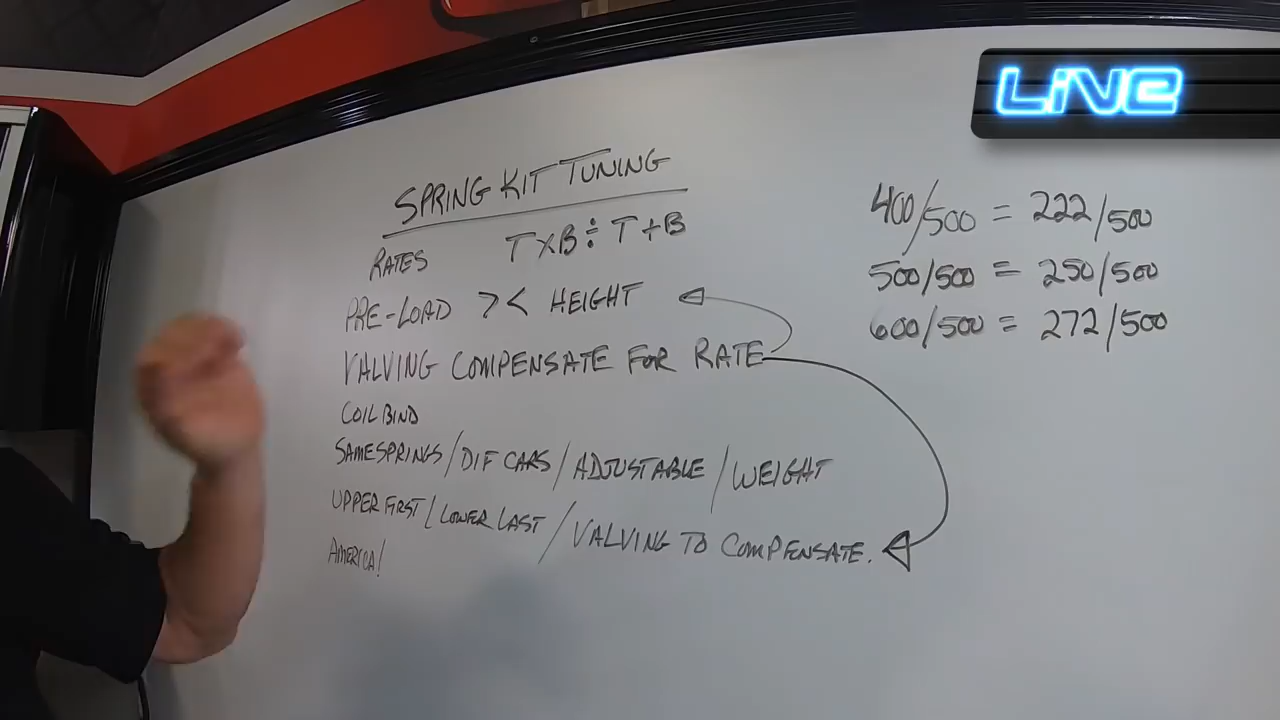 LiVE
SPRING KIT TUNING
RATES T×B ÷ T+B
PRE-LOAD >< HEIGHT
VALVING COMPENSATE FOR RATE
COIL BIND
SAME SPRINGS / DIF CARS / ADJUSTABLE / WEIGHT
UPPER FIRST / LOWER LAST / VALVING TO COMPENSATE.
AMERICA!
400/500 = 222/500
500/500 = 250/500
600/500 = 272/500